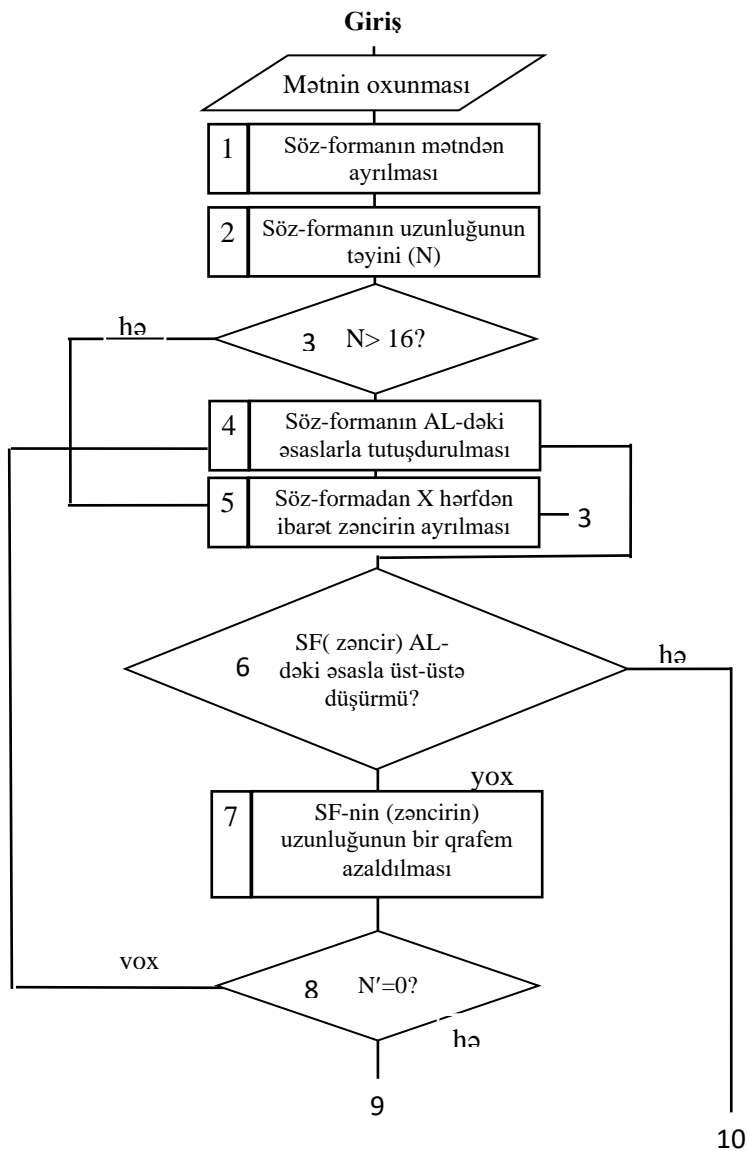 Giriş
Mətnin oxunması
1
Söz-formanın mətndən
ayrılması
2
Söz-formanın uzunluğunun
təyini (N)
hə
3 N> 16?
4
Söz-formanın AL-dəki
əsaslarla tutuşdurulması
5
Söz-formadan X hərfdən
ibarət zəncirin ayrılması
3
SF( zəncir) AL-
6 dəki əsasla üst-üstə
düşürmü?
hə
yox
7
SF-nin (zəncirin)
uzunluğunun bir qrafem
azaldılması
yox
8 N′=0?
hə
9
10